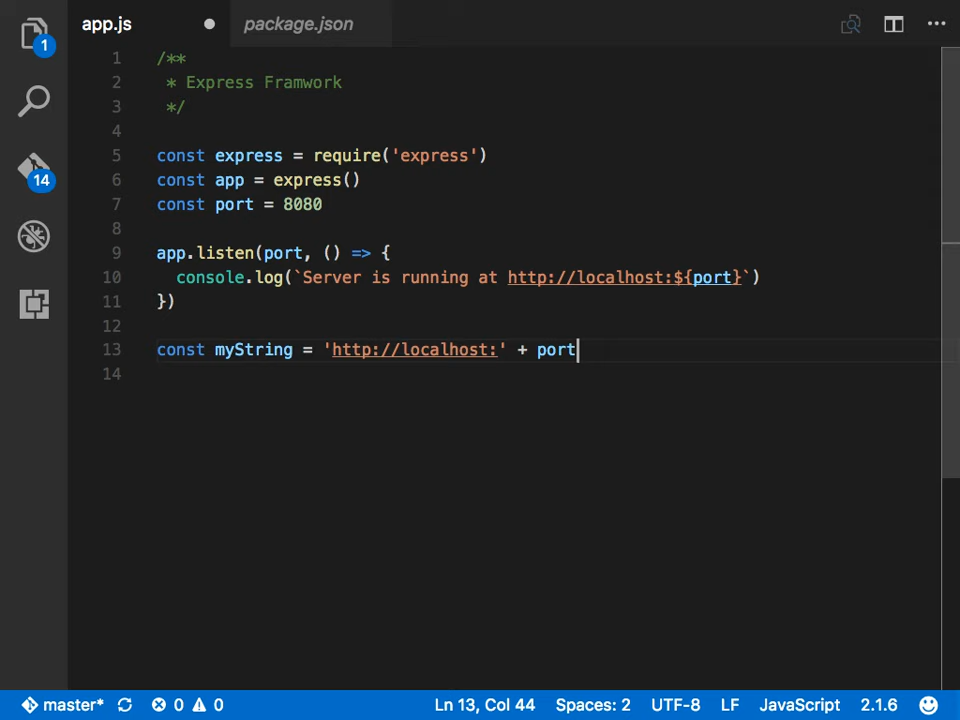 app.js package.json
1
1 /**
2 * Express Framwork
3 */
4
5 const express = require('express')
6 const app = express()
7 const port = 8080
8
9 app.listen(port, () => {
10 console.log(`Server is running at http://localhost:${port}`)
11 })
12
13 const myString = 'http://localhost:' + port
14
14
master* 0 0 Ln 13, Col 44 Spaces: 2 UTF-8 LF JavaScript 2.1.6